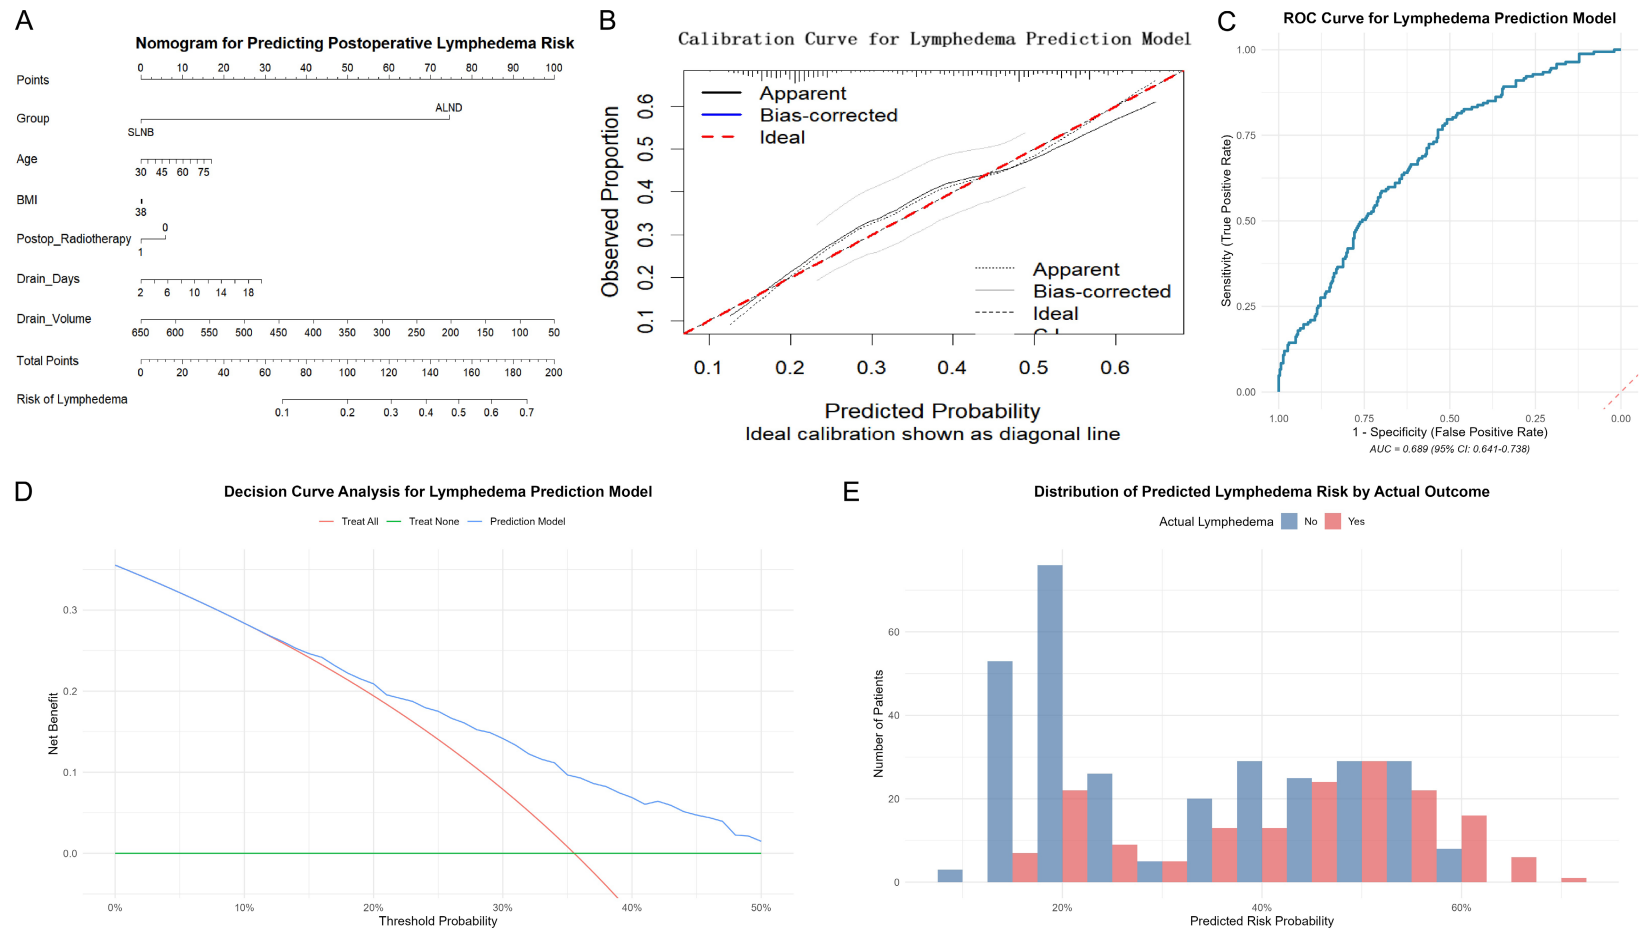 A
Nomogram for Predicting Postoperative Lymphedema Risk
Points
0 10 20 30 40 50 60 70 80 90 100
Group
ALND
SLNB
Age
30 45 60 75
BMI
38
Postop_Radiotherapy
0
1
Drain_Days
2 6 10 14 18
Drain_Volume
650 600 550 500 450 400 350 300 250 200 150 100 50
Total Points
0 20 40 60 80 100 120 140 160 180 200
Risk of Lymphedema
0.1 0.2 0.3 0.4 0.5 0.6 0.7
B
Calibration Curve for Lymphedema Prediction Model
Apparent
Bias-corrected
Ideal
Observed Proportion
0.6
0.5
0.4
0.3
0.2
0.1
Apparent
Bias-corrected
Ideal
0.1 0.2 0.3 0.4 0.5 0.6
Predicted Probability
Ideal calibration shown as diagonal line
C
ROC Curve for Lymphedema Prediction Model
Sensitivity (True Positive Rate)
1.00
0.75
0.50
0.25
0.00
1.00 0.75 0.50 0.25 0.00
1 - Specificity (False Positive Rate)
AUC = 0.689 (95% CI: 0.641-0.738)
D
Decision Curve Analysis for Lymphedema Prediction Model
Treat All Treat None Prediction Model
Net Benefit
0.3
0.2
0.1
0.0
0% 10% 20% 30% 40% 50%
Threshold Probability
E
Distribution of Predicted Lymphedema Risk by Actual Outcome
Actual Lymphedema No Yes
Number of Patients
60
40
20
0
20% 40% 60%
Predicted Risk Probability